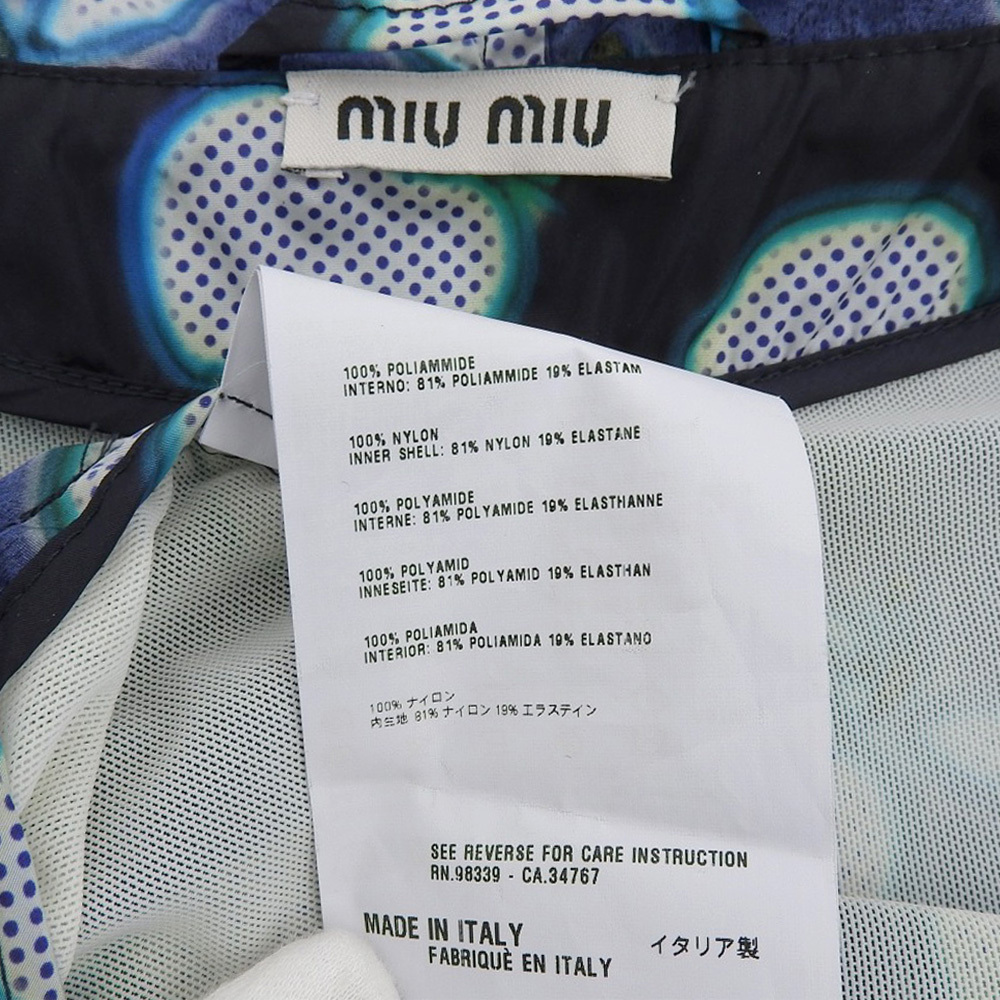 MIU MIU
100% POLIAMMIDE
INTERNO: 81% POLIAMMIDE 19% ELASTAM
100% NYLON
INNER SHELL: 81% NYLON 19% ELASTANE
100% POLYAMIDE
INTERNE: 81% POLYAMIDE 19% ELASTHANNE
100% POLYAMID
INNESEITE: 81% POLYAMID 19% ELASTHAN
100% POLIAMIDA
INTERIOR: 81% POLIAMIDA 19% ELASTANO
100% ナイロン
内生地 81% ナイロン 19% エラステイン
SEE REVERSE FOR CARE INSTRUCTION
RN.98339 - CA.34767
MADE IN ITALY
FABRIQUÈ EN ITALY
イタリア製